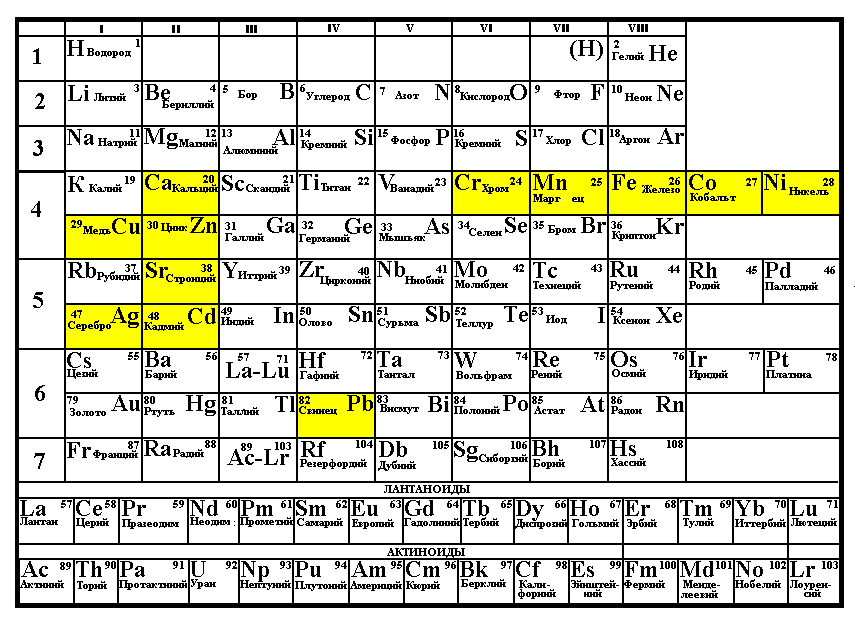 I II III IV V VI VII VIII
1 H Водород 1 (H) 2 Гелий He
2 Li Литий 3 Be 4 Бериллий 5 Бор B 6 Углерод C 7 Азот N 8 Кислород O 9 Фтор F 10 Неон Ne
3 Na 11 Натрий Mg 12 Магний 13 Алюминий Al 14 Кремний Si 15 Фосфор P 16 Кремний S 17 Хлор Cl 18 Аргон Ar
4 К Калий 19 Ca 20 Кальций Sc 21 Скандий Ti Титан 22 V Ванадий 23 Cr Хром 24 Mn 25 Марг ец Fe 26 Железо Co 27 Кобальт Ni 28 Никель
29 Медь Cu 30 Цинк Zn 31 Галлий Ga 32 Германий Ge 33 Мышьяк As 34 Селен Se 35 Бром Br 36 Криптон Kr
5 Rb 37 Рубидий Sr 38 Стронций Y Иттрий 39 Zr 40 Цирконий Nb 41 Ниобий Mo 42 Молибден Tc 43 Технеций Ru 44 Рутений Rh 45 Родий Pd 46 Палладий
47 Серебро Ag 48 Кадмий Cd 49 Индий In 50 Олово Sn 51 Сурьма Sb 52 Теллур Te 53 Иод I 54 Ксенон Xe
6 Cs 55 Цезий Ba 56 Барий 57 71 La-Lu Hf 72 Гафний Ta 73 Тантал W 74 Вольфрам Re 75 Рений Os 76 Осмий Ir 77 Иридий Pt 78 Платина
79 Золото Au 80 Ртуть Hg 81 Таллий Tl 82 Свинец Pb 83 Висмут Bi 84 Полоний Po 85 Астат At 86 Радон Rn
7 Fr 87 Франций Ra 88 Радий 89 103 Ac-Lr Rf 104 Резерфордий Db 105 Дубний Sg 106 Сиборгий Bh 107 Борий Hs 108 Хассий
ЛАНТАНОИДЫ
La 57 Ce 58 Pr 59 Nd 60 Pm 61 Sm 62 Eu 63 Gd 64 Tb 65 Dy 66 Ho 67 Er 68 Tm 69 Yb 70 Lu 71
Лантан Церий Празеодим Неодим Прометий Самарий Европий Гадолиний Тербий Диспрозий Гольмий Эрбий Тулий Иттербий Лютеций
АКТИНОИДЫ
Ac 89 Th 90 Pa 91 U 92 Np 93 Pu 94 Am 95 Cm 96 Bk 97 Cf 98 Es 99 Fm 100 Md 101 No 102 Lr 103
Актиний Торий Протактиний Уран Нептуний Плутоний Америций Кюрий Берклий Кали- Эйнштей- Фермий Менде- Нобелий Лоурен-
форний ний левий сий